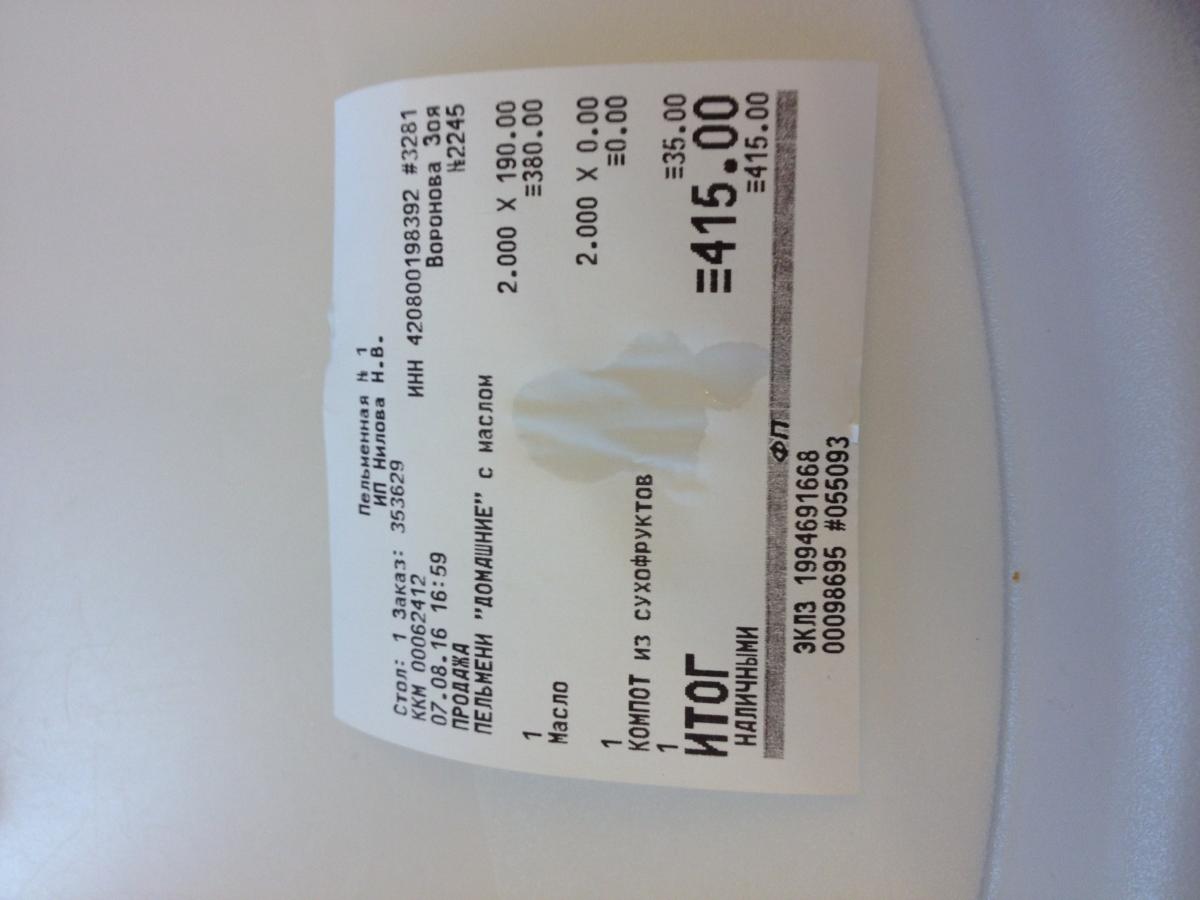 Пельменная № 1
ИП Нилова Н.В.
Стол: 1 Заказ: 353629
ККМ 00062412 ИНН 420800198392 #3281
07.08.16 16:59 Воронова Зоя
ПРОДАЖА №2245
ПЕЛЬМЕНИ "ДОМАШНИЕ" с маслом
2.000 X 190.00
1 ≡380.00
Масло
2.000 X 0.00
1 ≡0.00
КОМПОТ ИЗ СУХОФРУКТОВ
1 ≡35.00
ИТОГ ≡415.00
НАЛИЧНЫМИ ≡415.00
ФП
ЭКЛЗ 1994691668
00098695 #055093